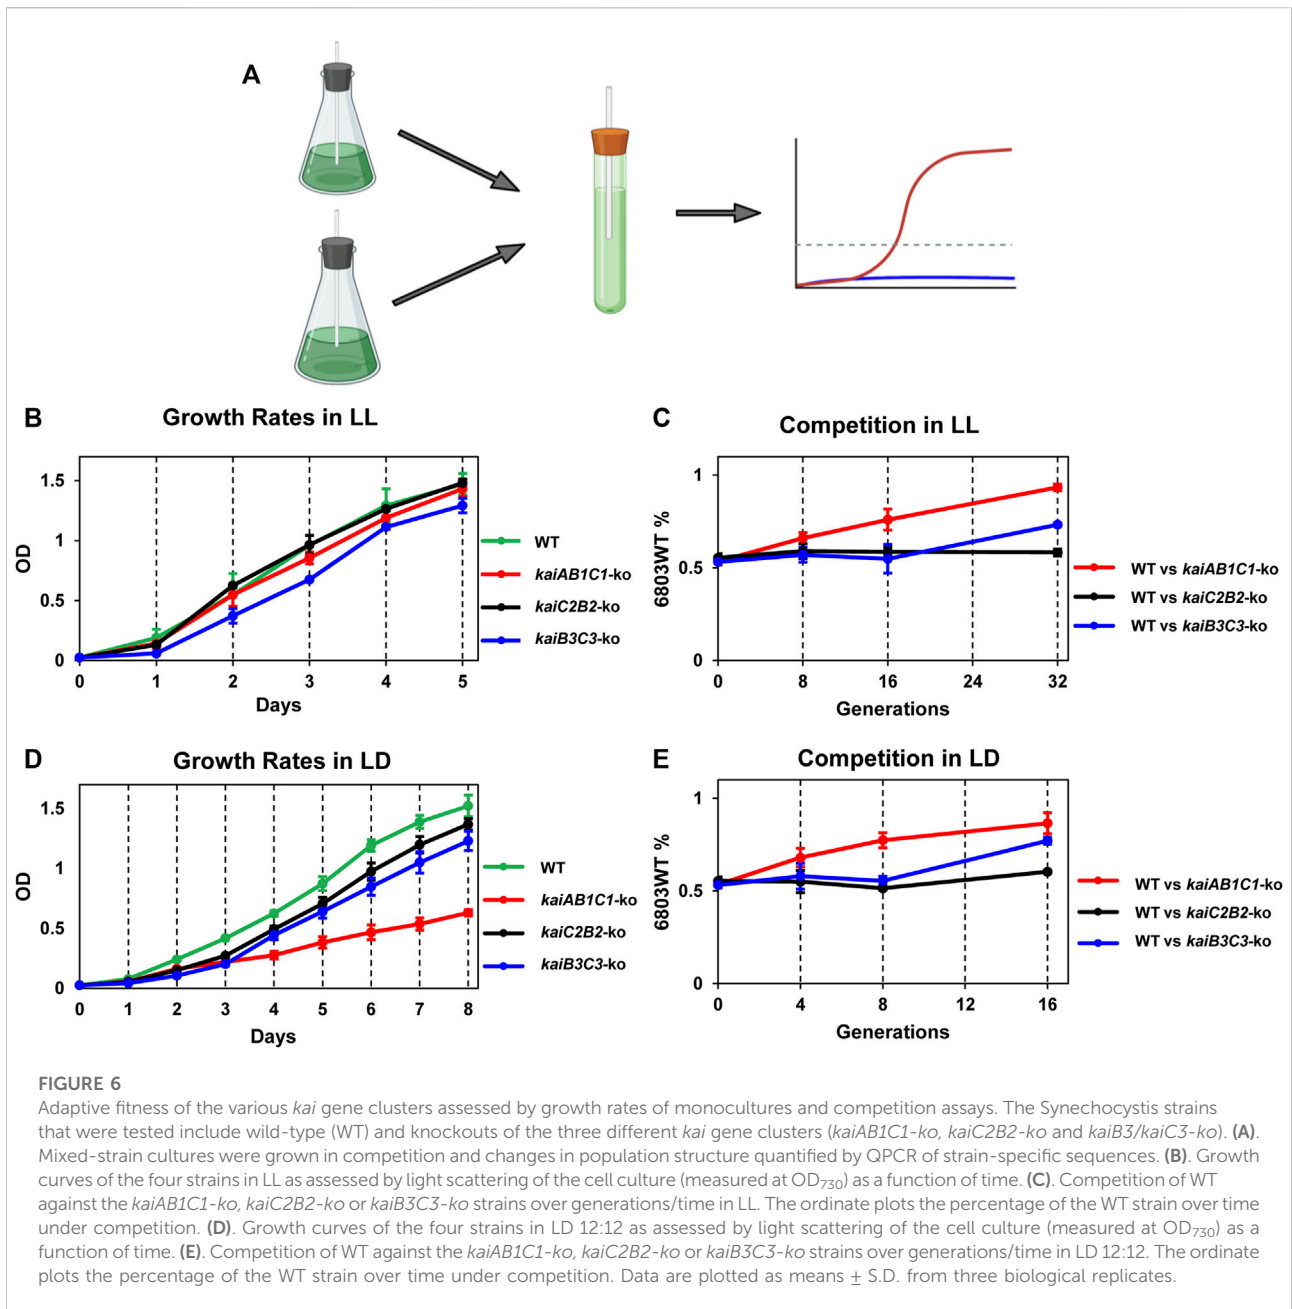 A
B
Growth Rates in LL
1.5
1
0.5
0
OD
0 1 2 3 4 5
Days
WT
kaiAB1C1-ko
kaiC2B2-ko
kaiB3C3-ko
C
Competition in LL
1
0.5
0
6803WT %
0 8 16 24 32
Generations
WT vs kaiAB1C1-ko
WT vs kaiC2B2-ko
WT vs kaiB3C3-ko
D
Growth Rates in LD
1.5
1
0.5
0
OD
0 1 2 3 4 5 6 7 8
Days
WT
kaiAB1C1-ko
kaiC2B2-ko
kaiB3C3-ko
E
Competition in LD
1
0.5
0
6803WT %
0 4 8 12 16
Generations
WT vs kaiAB1C1-ko
WT vs kaiC2B2-ko
WT vs kaiB3C3-ko
FIGURE 6
Adaptive fitness of the various kai gene clusters assessed by growth rates of monocultures and competition assays. The Synechocystis strains
that were tested include wild-type (WT) and knockouts of the three different kai gene clusters (kaiAB1C1-ko, kaiC2B2-ko and kaiB3/kaiC3-ko). (A).
Mixed-strain cultures were grown in competition and changes in population structure quantified by QPCR of strain-specific sequences. (B). Growth
curves of the four strains in LL as assessed by light scattering of the cell culture (measured at OD₇₃₀) as a function of time. (C). Competition of WT
against the kaiAB1C1-ko, kaiC2B2-ko or kaiB3C3-ko strains over generations/time in LL. The ordinate plots the percentage of the WT strain over time
under competition. (D). Growth curves of the four strains in LD 12:12 as assessed by light scattering of the cell culture (measured at OD₇₃₀) as a
function of time. (E). Competition of WT against the kaiAB1C1-ko, kaiC2B2-ko or kaiB3C3-ko strains over generations/time in LD 12:12. The ordinate
plots the percentage of the WT strain over time under competition. Data are plotted as means ± S.D. from three biological replicates.